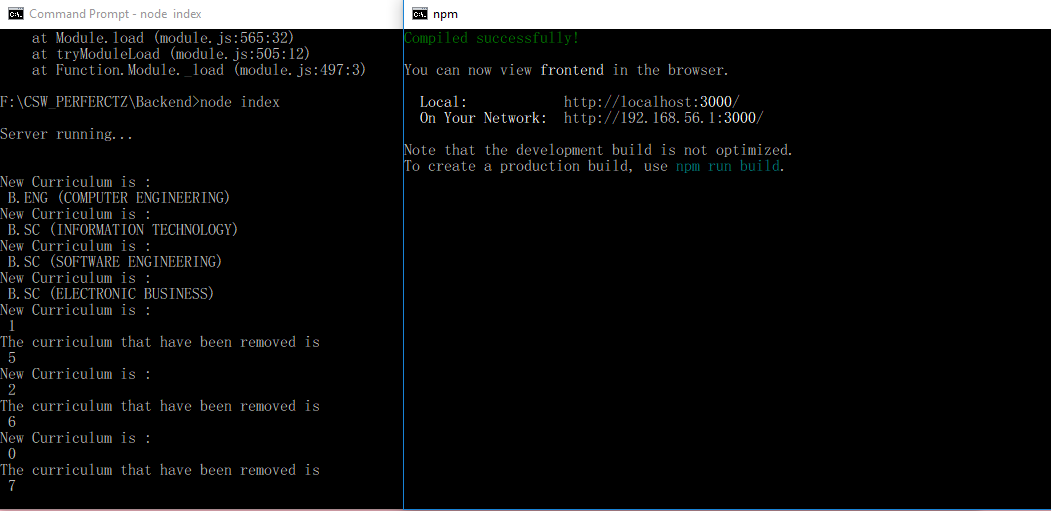 Command Prompt - node index
at Module.load (module.js:565:32)
at tryModuleLoad (module.js:505:12)
at Function.Module._load (module.js:497:3)
F:\CSW_PERFERCTZ\Backend>node index
Server running...
New Curriculum is :
B.ENG (COMPUTER ENGINEERING)
New Curriculum is :
B.SC (INFORMATION TECHNOLOGY)
New Curriculum is :
B.SC (SOFTWARE ENGINEERING)
New Curriculum is :
B.SC (ELECTRONIC BUSINESS)
New Curriculum is :
1
The curriculum that have been removed is
5
New Curriculum is :
2
The curriculum that have been removed is
6
New Curriculum is :
0
The curriculum that have been removed is
7
npm
Compiled successfully!
You can now view frontend in the browser.
Local: http://localhost:3000/
On Your Network: http://192.168.56.1:3000/
Note that the development build is not optimized.
To create a production build, use npm run build.